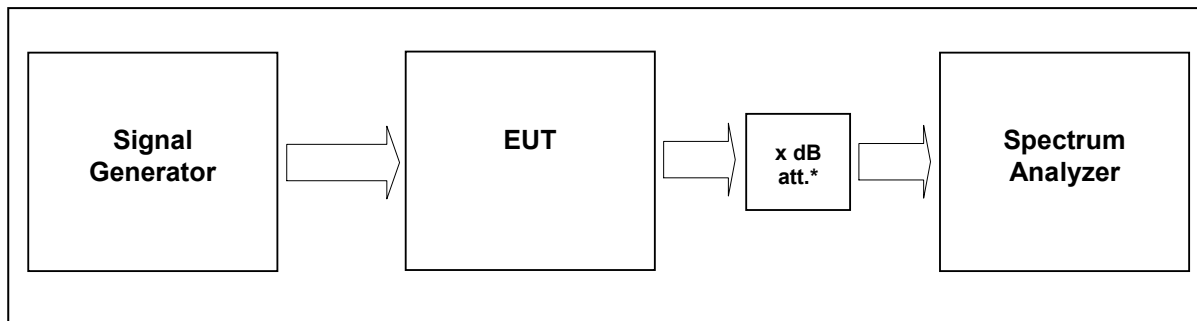 Signal
Generator
EUT
x dB
att.*
Spectrum
Analyzer